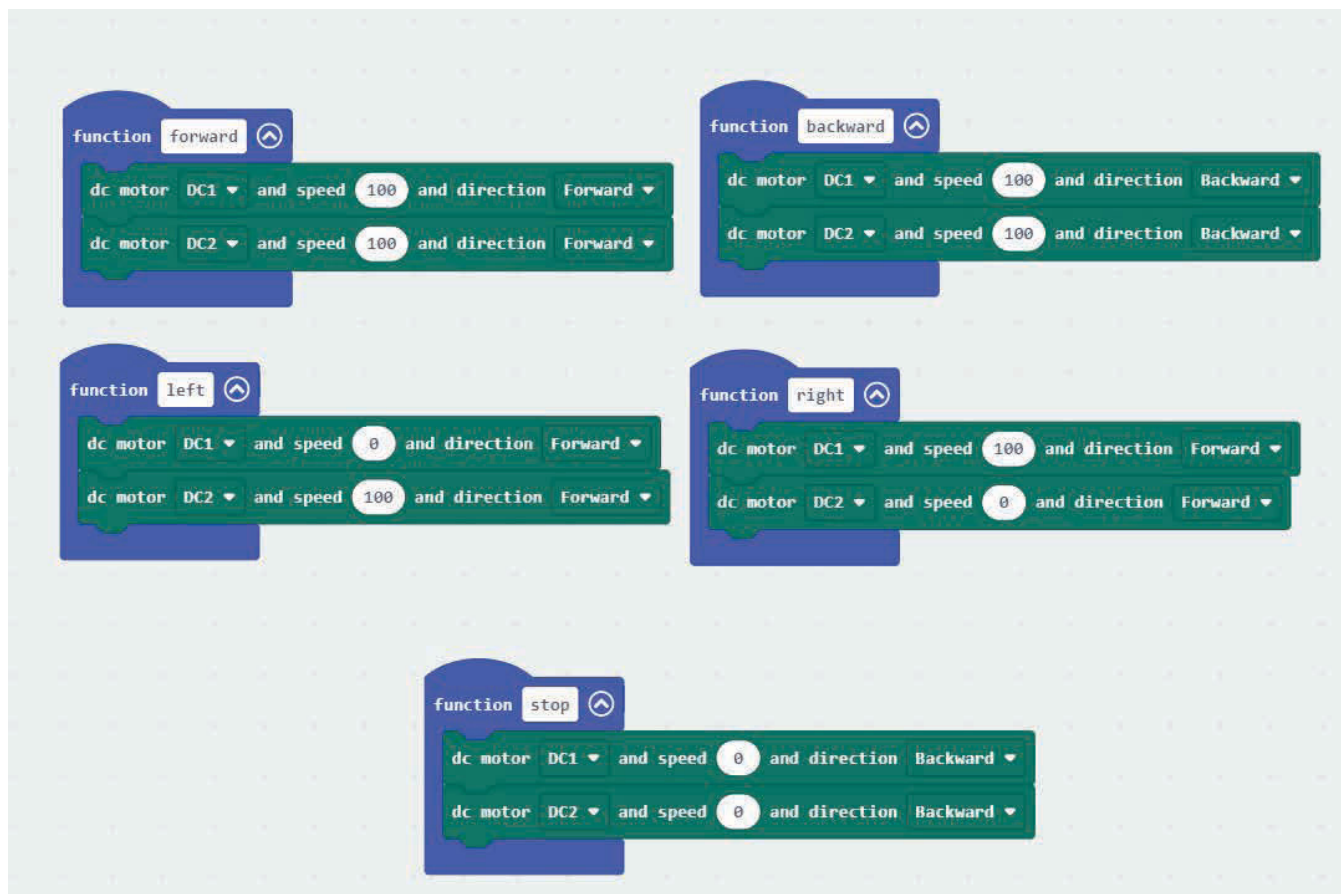 function forward
dc motor DC1 and speed 100 and direction Forward
dc motor DC2 and speed 100 and direction Forward
function backward
dc motor DC1 and speed 100 and direction Backward
dc motor DC2 and speed 100 and direction Backward
function left
dc motor DC1 and speed 0 and direction Forward
dc motor DC2 and speed 100 and direction Forward
function right
dc motor DC1 and speed 100 and direction Forward
dc motor DC2 and speed 0 and direction Forward
function stop
dc motor DC1 and speed 0 and direction Backward
dc motor DC2 and speed 0 and direction Backward